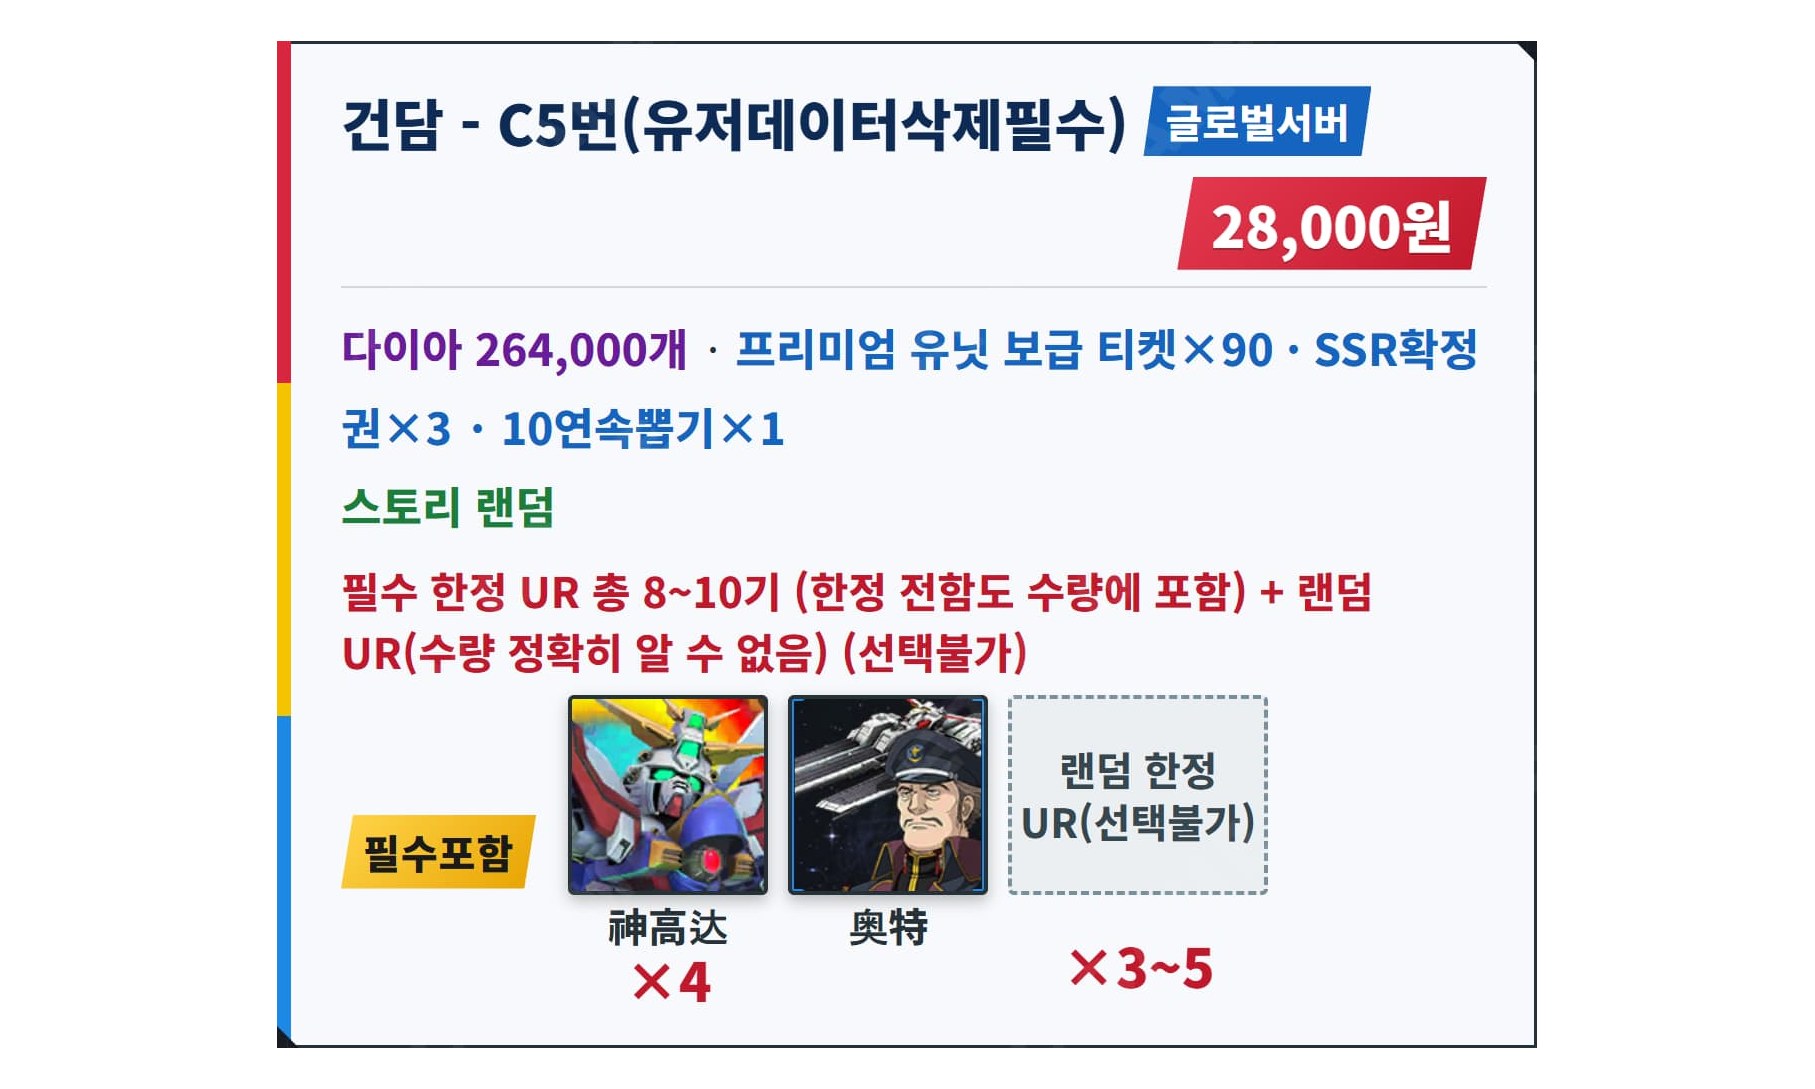 건담 - C5번(유저데이터삭제필수) 글로벌서버
28,000원
다이아 264,000개 · 프리미엄 유닛 보급 티켓×90 · SSR확정
권×3 · 10연속뽑기×1
스토리 랜덤
필수 한정 UR 총 8~10기 (한정 전함도 수량에 포함) + 랜덤
UR(수량 정확히 알 수 없음) (선택불가)
필수포함
神高达
×4
奥特
랜덤 한정
UR(선택불가)
×3~5